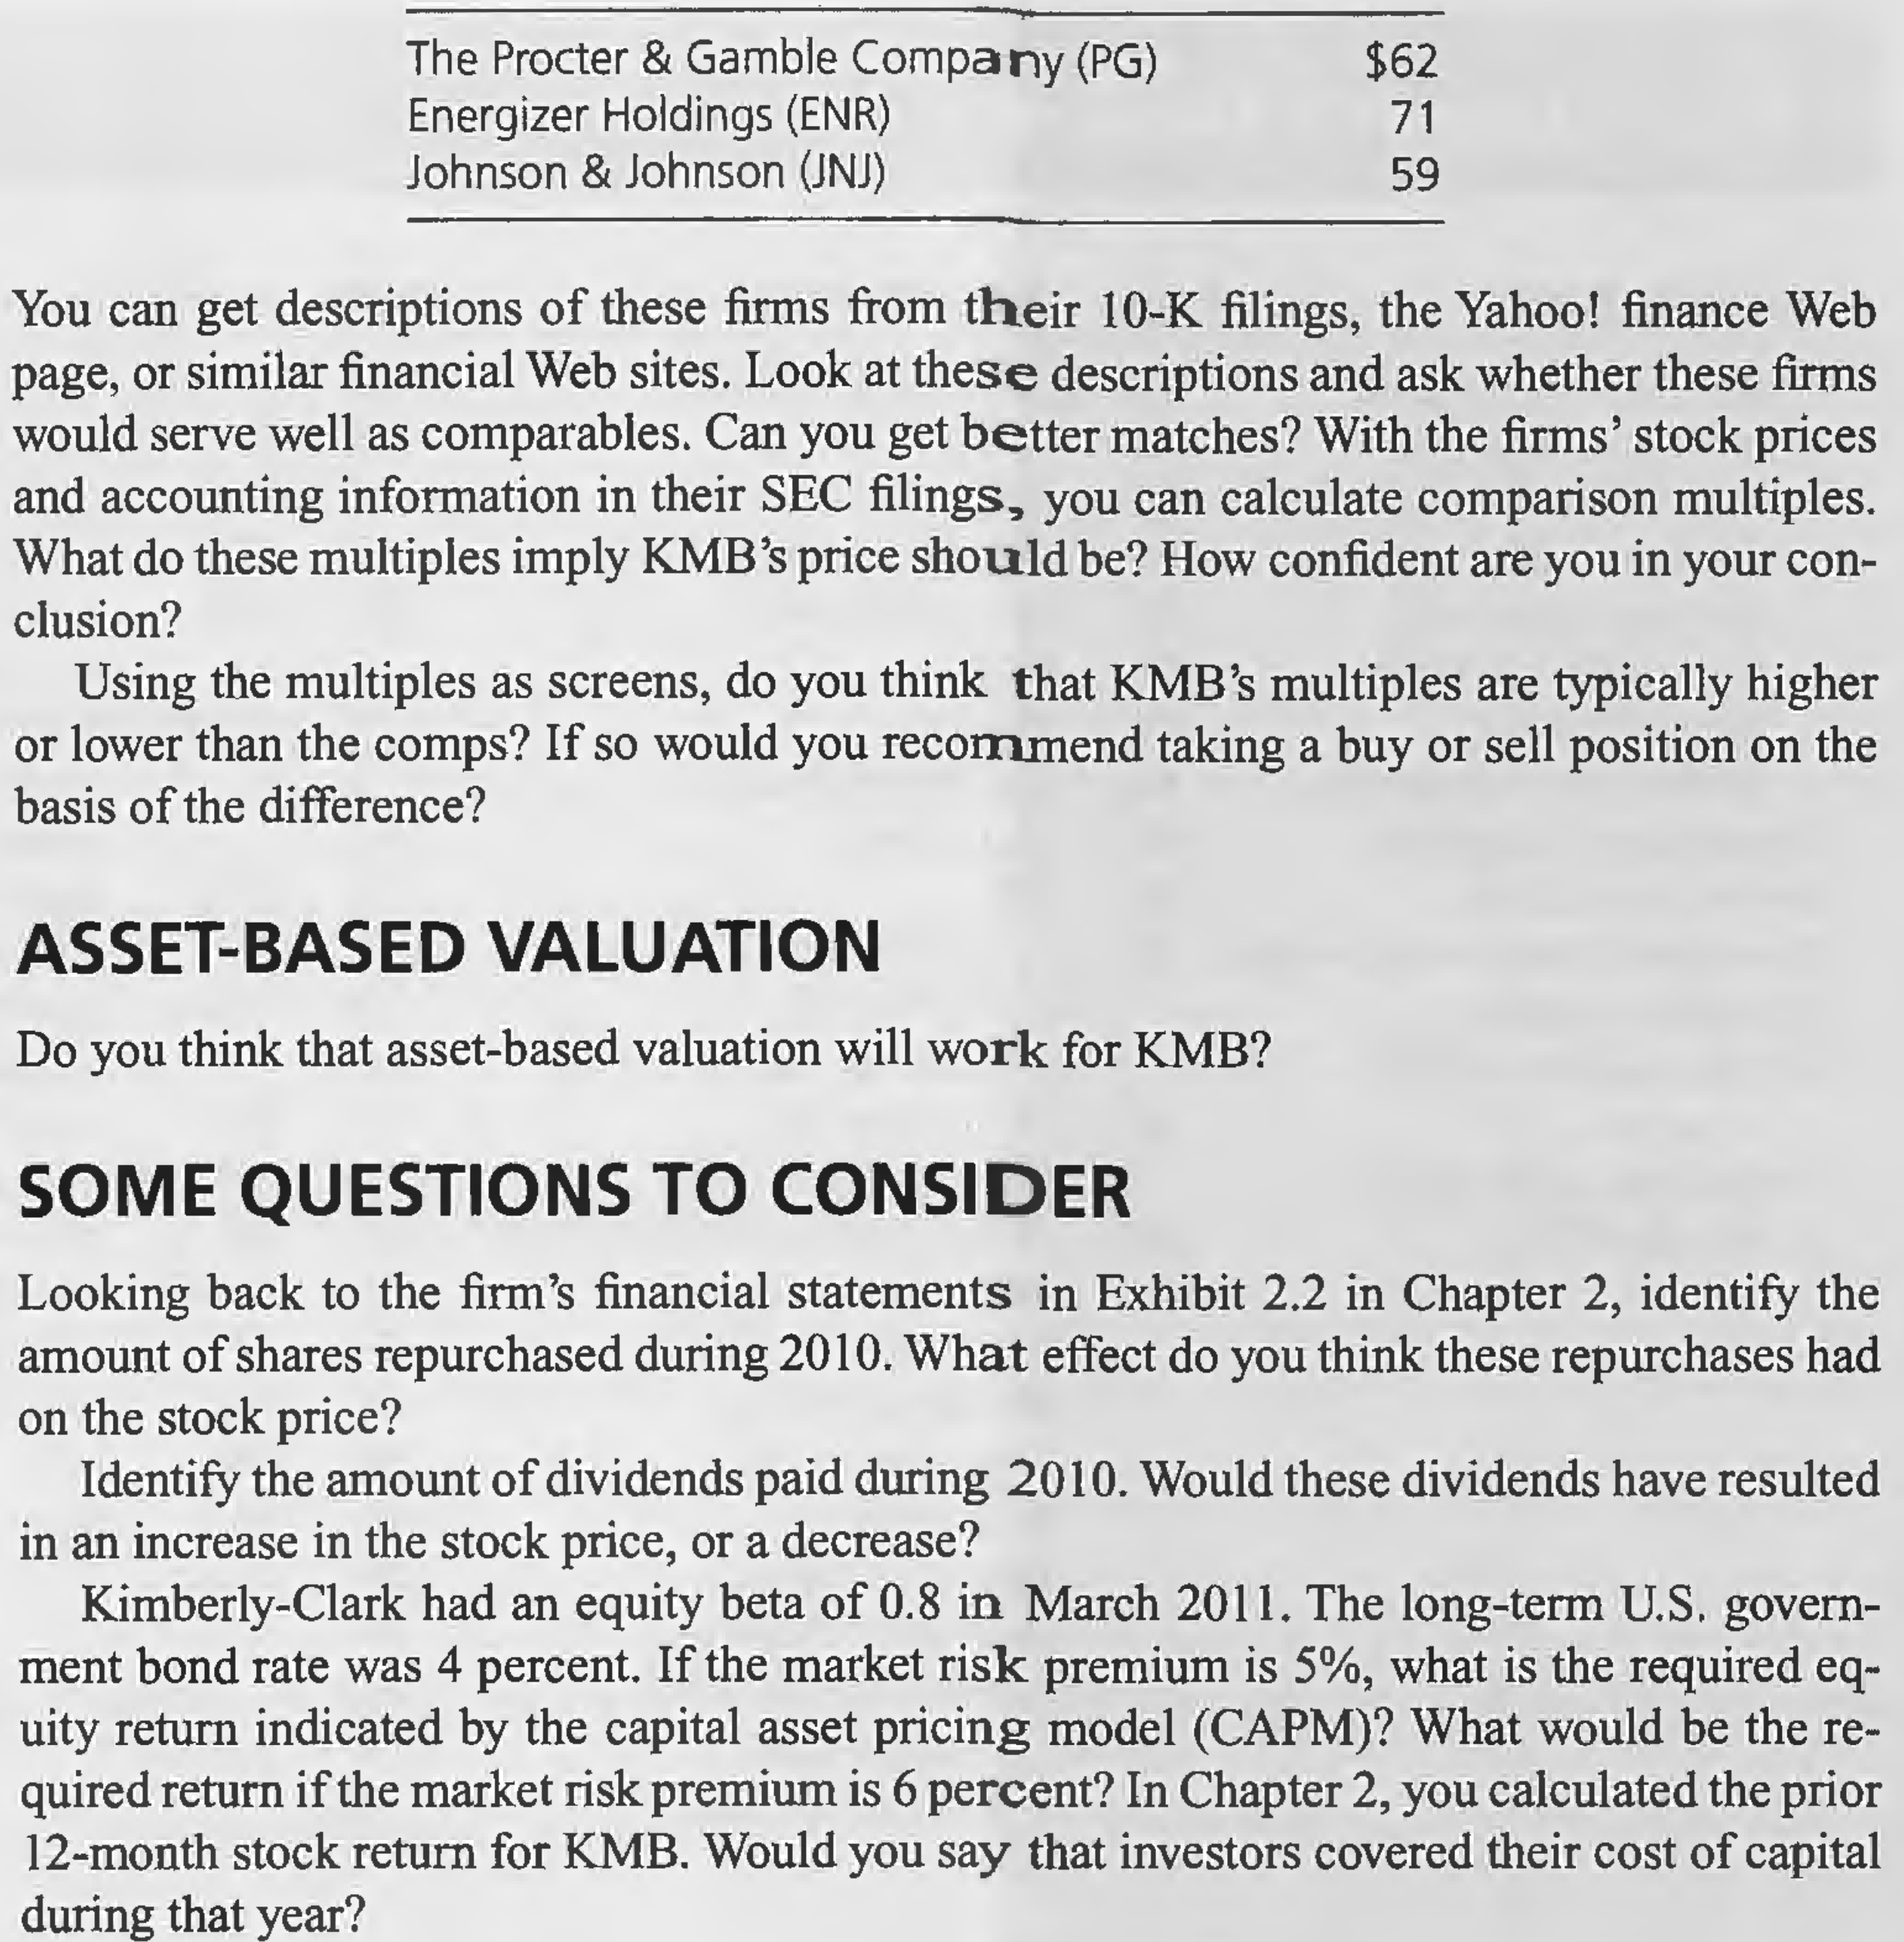 The Procter & Gamble Company (PG) $62
Energizer Holdings (ENR) 71
Johnson & Johnson (JNJ) 59
You can get descriptions of these firms from their 10-K filings, the Yahoo! finance Web
page, or similar financial Web sites. Look at these descriptions and ask whether these firms
would serve well as comparables. Can you get better matches? With the firms' stock prices
and accounting information in their SEC filings, you can calculate comparison multiples.
What do these multiples imply KMB's price should be? How confident are you in your con-
clusion?
Using the multiples as screens, do you think that KMB's multiples are typically higher
or lower than the comps? If so would you recommend taking a buy or sell position on the
basis of the difference?
ASSET-BASED VALUATION
Do you think that asset-based valuation will work for KMB?
SOME QUESTIONS TO CONSIDER
Looking back to the firm's financial statements in Exhibit 2.2 in Chapter 2, identify the
amount of shares repurchased during 2010. What effect do you think these repurchases had
on the stock price?
Identify the amount of dividends paid during 2010. Would these dividends have resulted
in an increase in the stock price, or a decrease?
Kimberly-Clark had an equity beta of 0.8 in March 2011. The long-term U.S. govern-
ment bond rate was 4 percent. If the market risk premium is 5%, what is the required eq-
uity return indicated by the capital asset pricing model (CAPM)? What would be the re-
quired return if the market risk premium is 6 percent? In Chapter 2, you calculated the prior
12-month stock return for KMB. Would you say that investors covered their cost of capital
during that year?